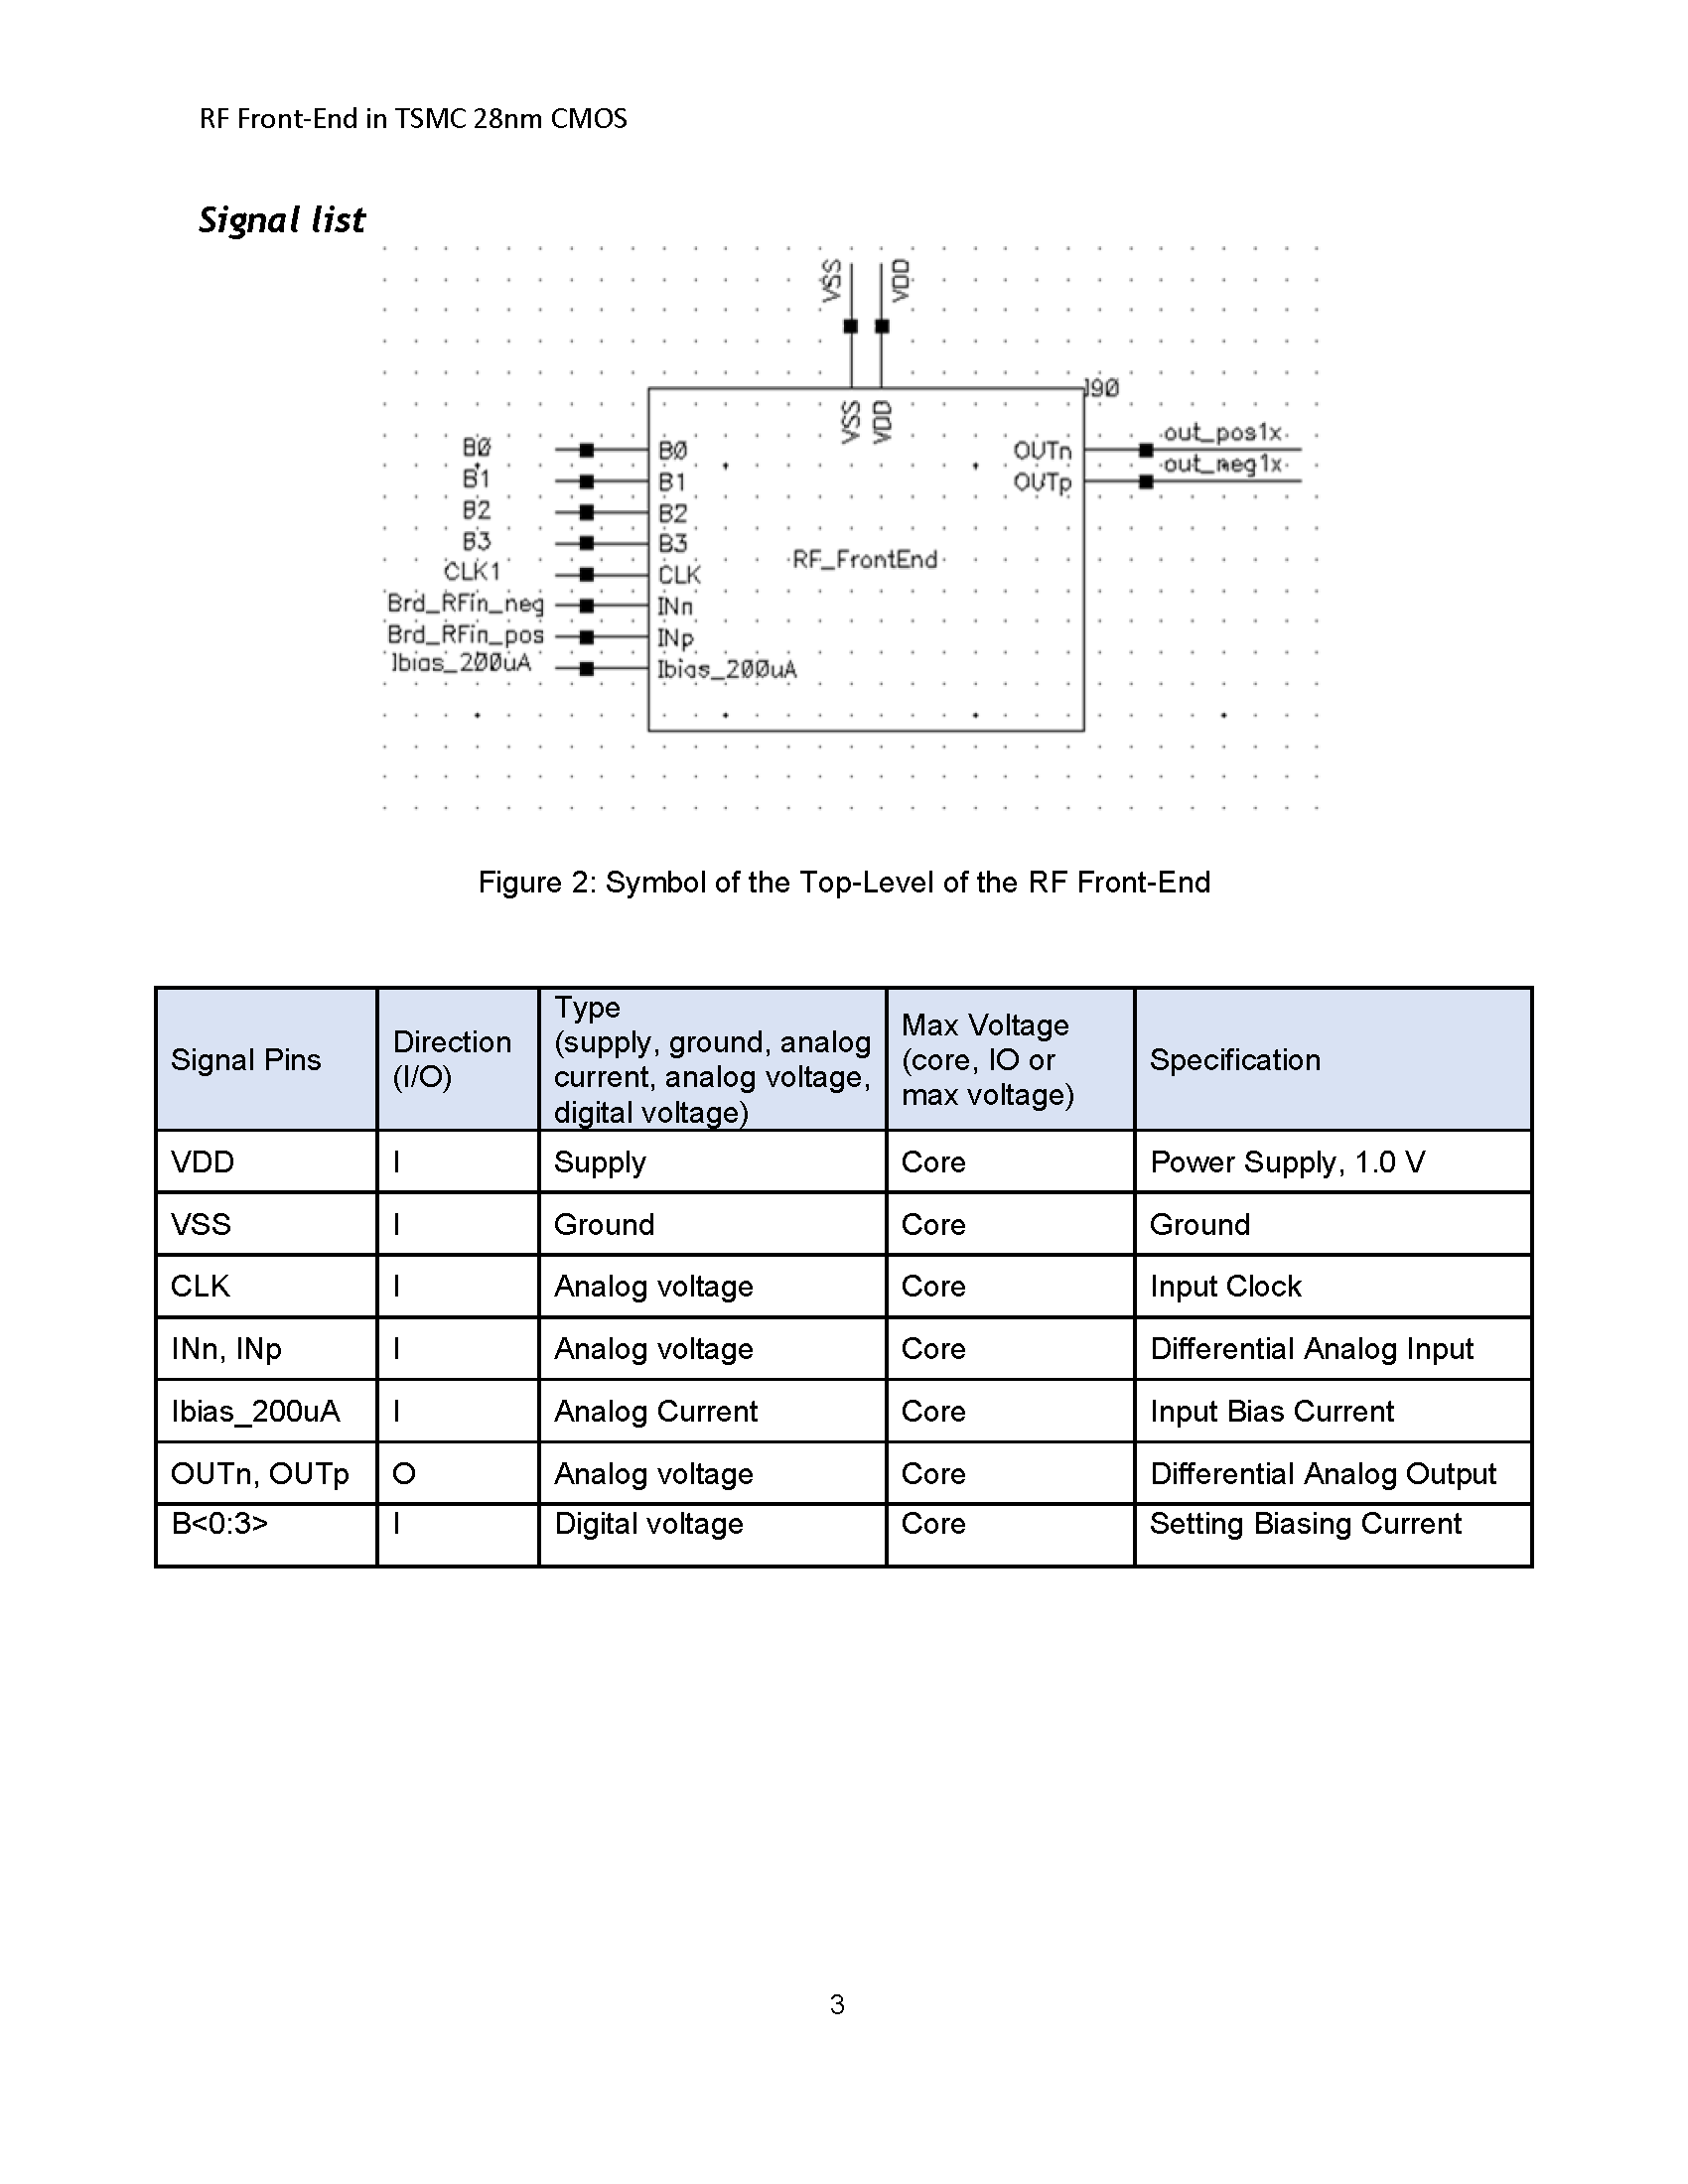 RF Front-End in TSMC 28nm CMOS
Signal list
VSS VDD
I90
VSS VDD
B0 B0 OUTn out_pos1x
B1 B1 OUTp out_neg1x
B2 B2
B3 B3
RF_FrontEnd
CLK1 CLK
Brd_RFin_neg INn
Brd_RFin_pos INp
Ibias_200uA Ibias_200uA
Figure 2: Symbol of the Top-Level of the RF Front-End
Signal Pins
Direction
(I/O)
Type
(supply, ground, analog
current, analog voltage,
digital voltage)
Max Voltage
(core, IO or
max voltage)
Specification
VDD I Supply Core Power Supply, 1.0 V
VSS I Ground Core Ground
CLK I Analog voltage Core Input Clock
INn, INp I Analog voltage Core Differential Analog Input
Ibias_200uA I Analog Current Core Input Bias Current
OUTn, OUTp O Analog voltage Core Differential Analog Output
B<0:3> I Digital voltage Core Setting Biasing Current
3